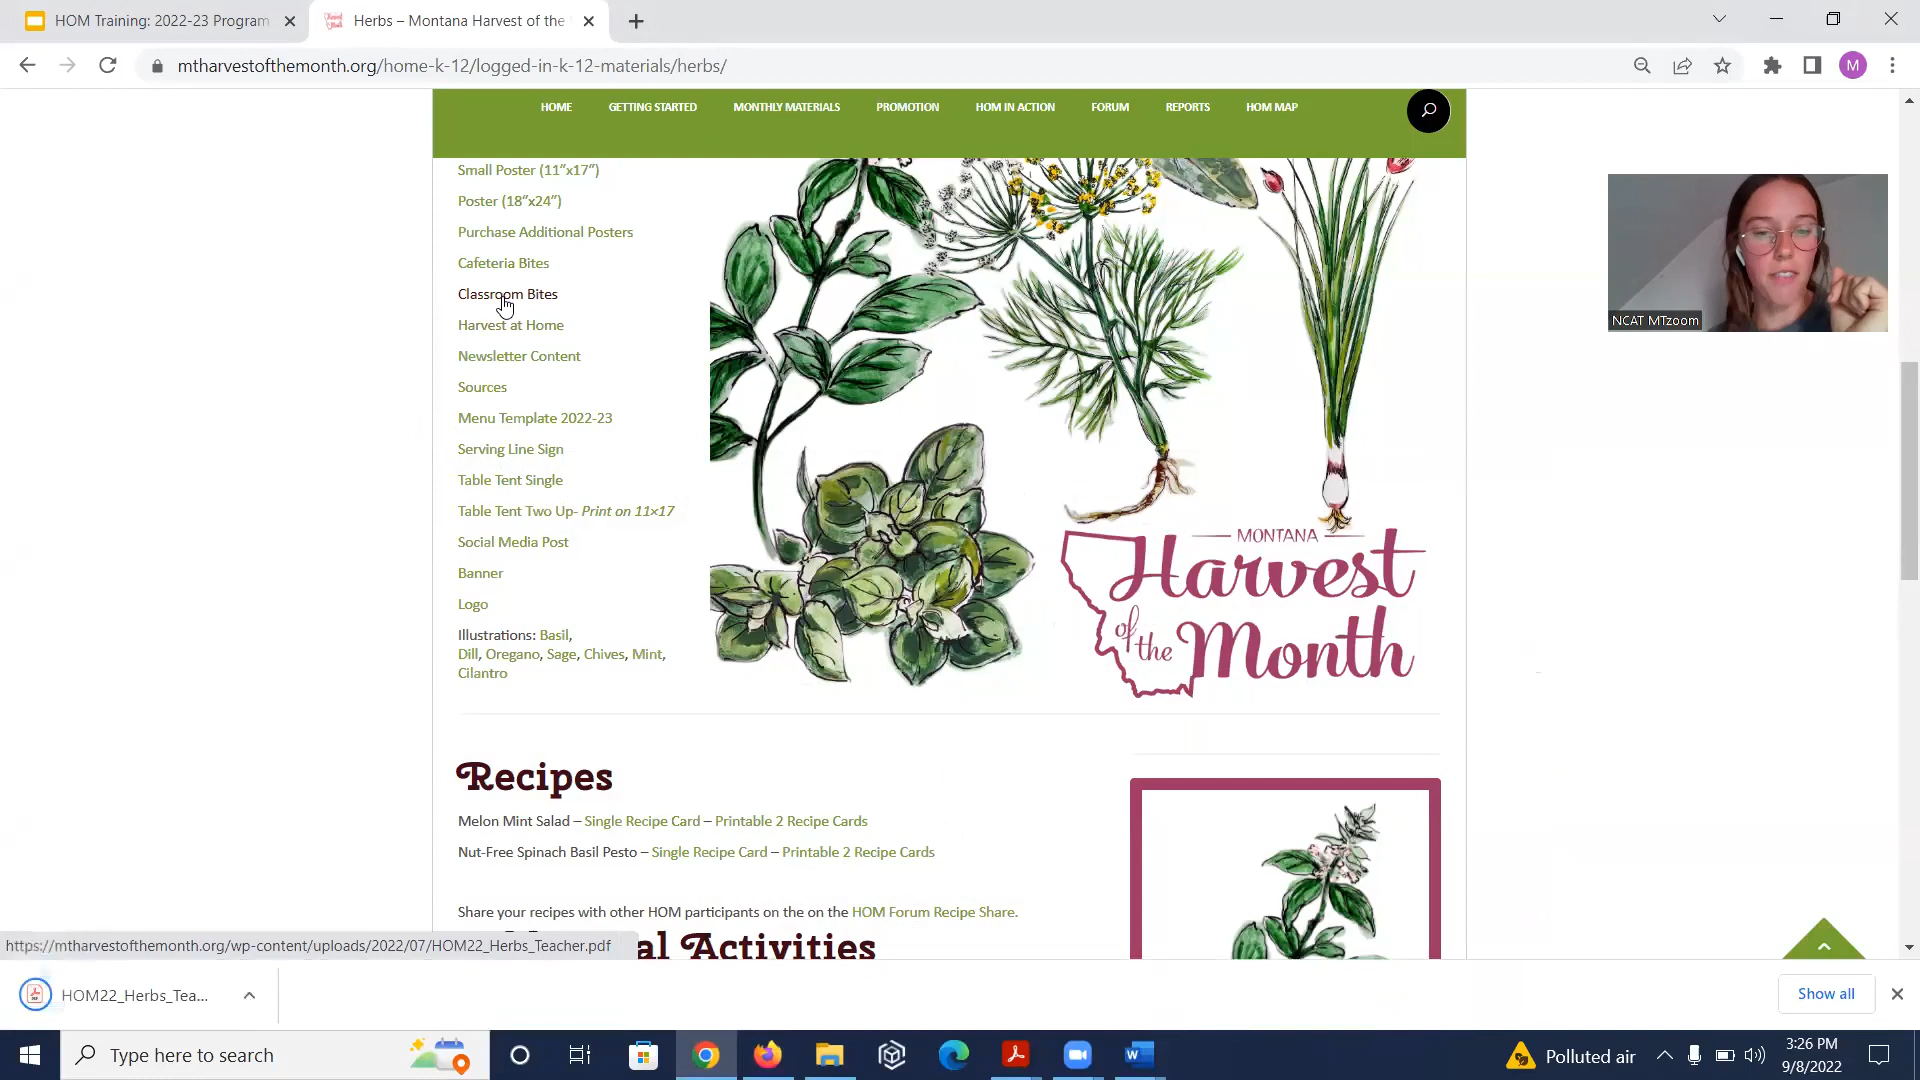 HOM Training: 2022-23 Program
Herbs – Montana Harvest of the
mtharvestofthemonth.org/home-k-12/logged-in-k-12-materials/herbs/
M
HOME
GETTING STARTED
MONTHLY MATERIALS
PROMOTION
HOM IN ACTION
FORUM
REPORTS
HOM MAP
Small Poster (11”x17”)
Poster (18”x24”)
Purchase Additional Posters
Cafeteria Bites
Classroom Bites
Harvest at Home
Newsletter Content
Sources
Menu Template 2022-23
Serving Line Sign
Table Tent Single
Table Tent Two Up- Print on 11×17
Social Media Post
Banner
Logo
Illustrations: Basil,
Dill, Oregano, Sage, Chives, Mint,
Cilantro
MONTANA
Harvest
of the
Month
NCAT MTzoom
Recipes
Melon Mint Salad – Single Recipe Card – Printable 2 Recipe Cards
Nut-Free Spinach Basil Pesto – Single Recipe Card – Printable 2 Recipe Cards
Share your recipes with other HOM participants on the on the HOM Forum Recipe Share.
al Activities
https://mtharvestofthemonth.org/wp-content/uploads/2022/07/HOM22_Herbs_Teacher.pdf
HOM22_Herbs_Tea...
Show all
Type here to search
Polluted air
3:26 PM
9/8/2022